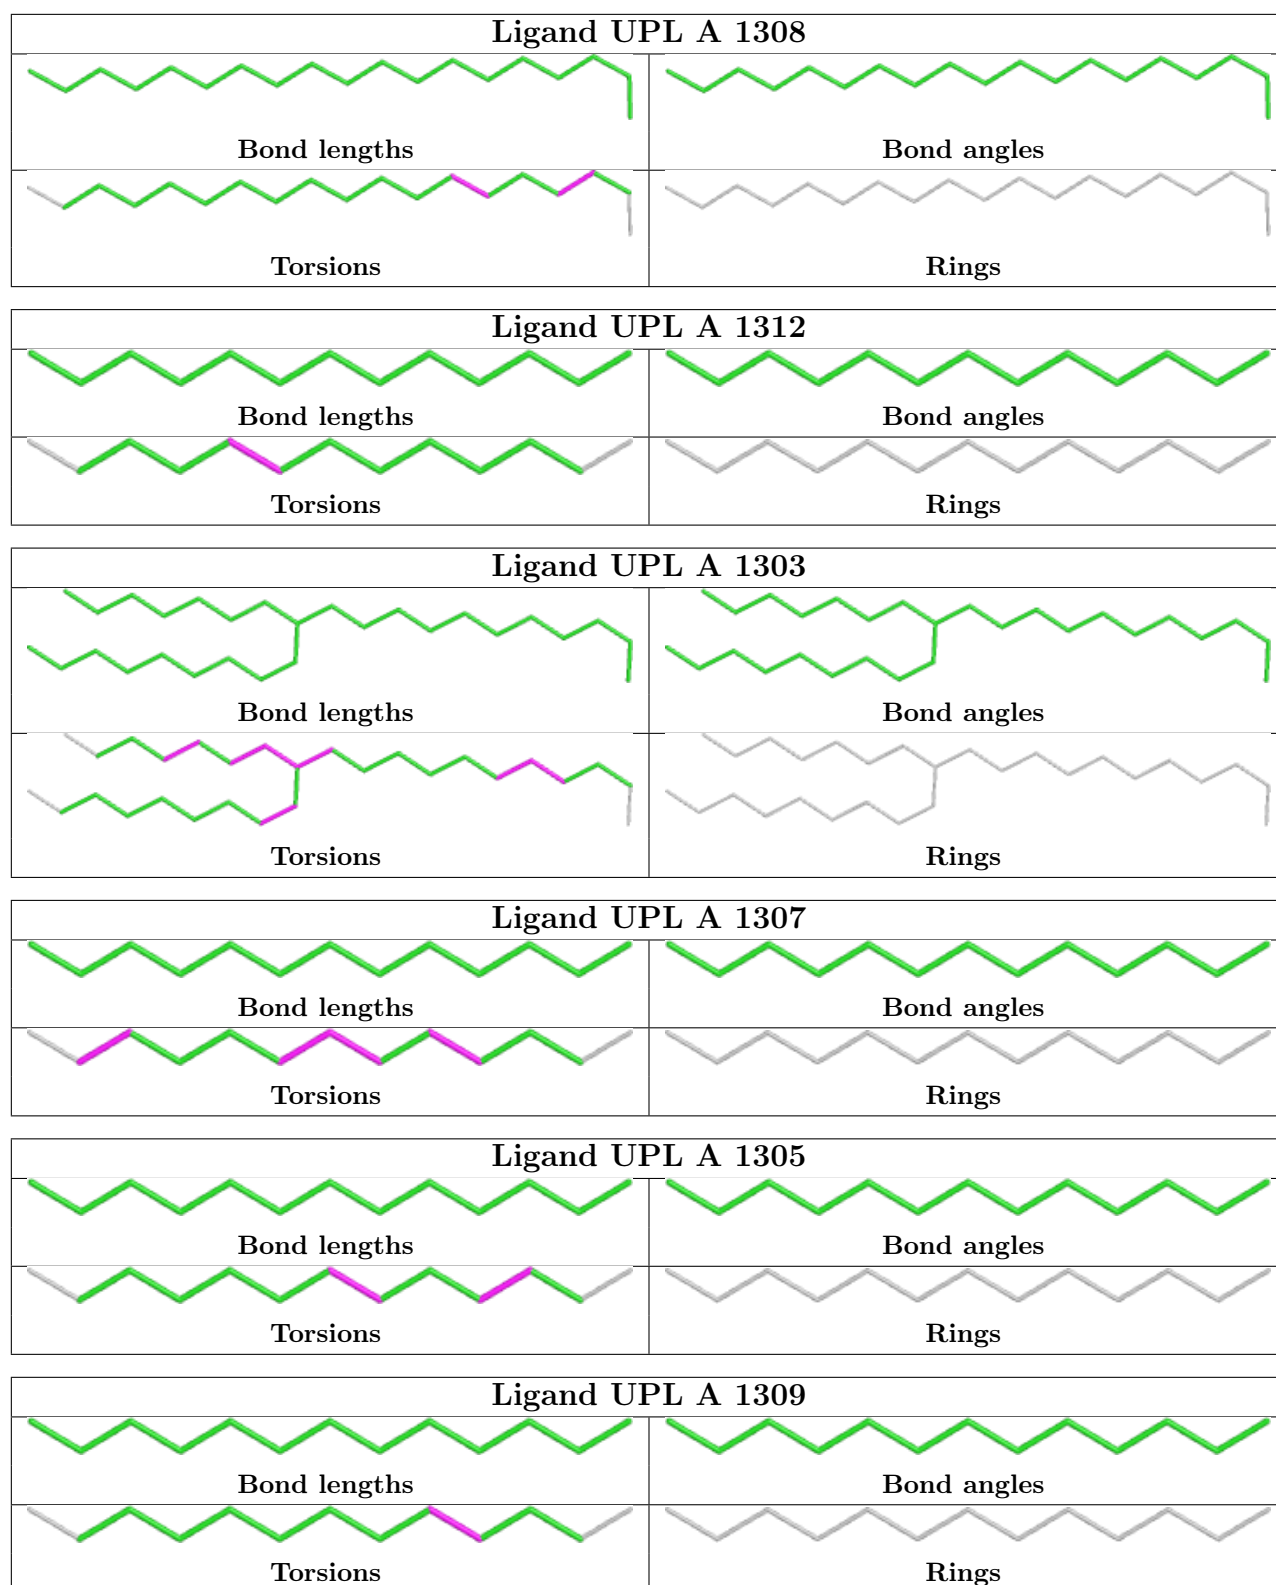 Ligand UPL A 1308
Bond lengths Bond angles
Torsions Rings
Ligand UPL A 1312
Bond lengths Bond angles
Torsions Rings
Ligand UPL A 1303
Bond lengths Bond angles
Torsions Rings
Ligand UPL A 1307
Bond lengths Bond angles
Torsions Rings
Ligand UPL A 1305
Bond lengths Bond angles
Torsions Rings
Ligand UPL A 1309
Bond lengths Bond angles
Torsions Rings